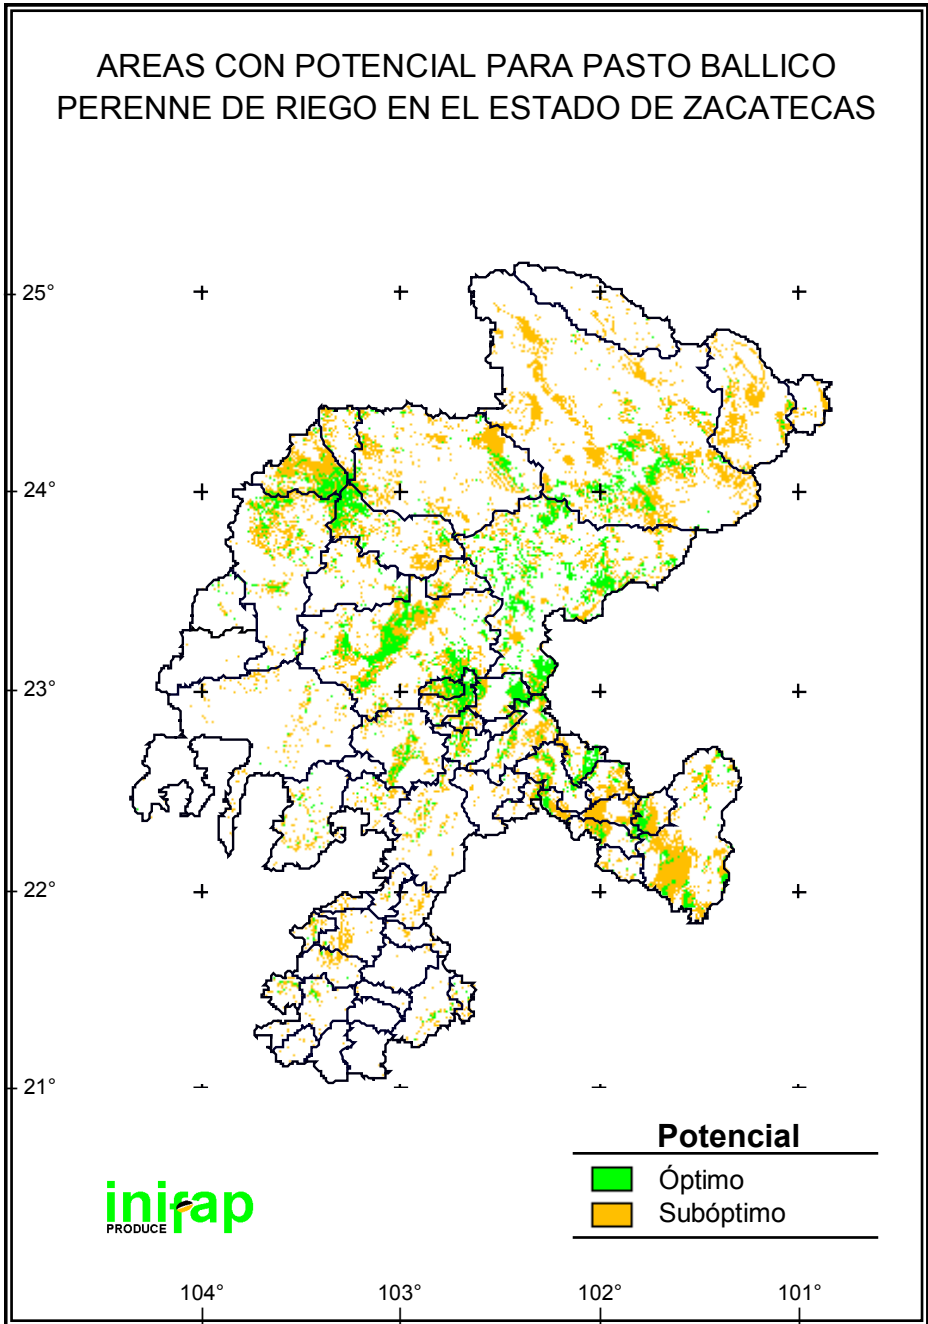 AREAS CON POTENCIAL PARA PASTO BALLICO
PERENNE DE RIEGO EN EL ESTADO DE ZACATECAS
25°
24°
23°
22°
21°
Potencial
Óptimo
Subóptimo
inifap
PRODUCE
104°
103°
102°
101°